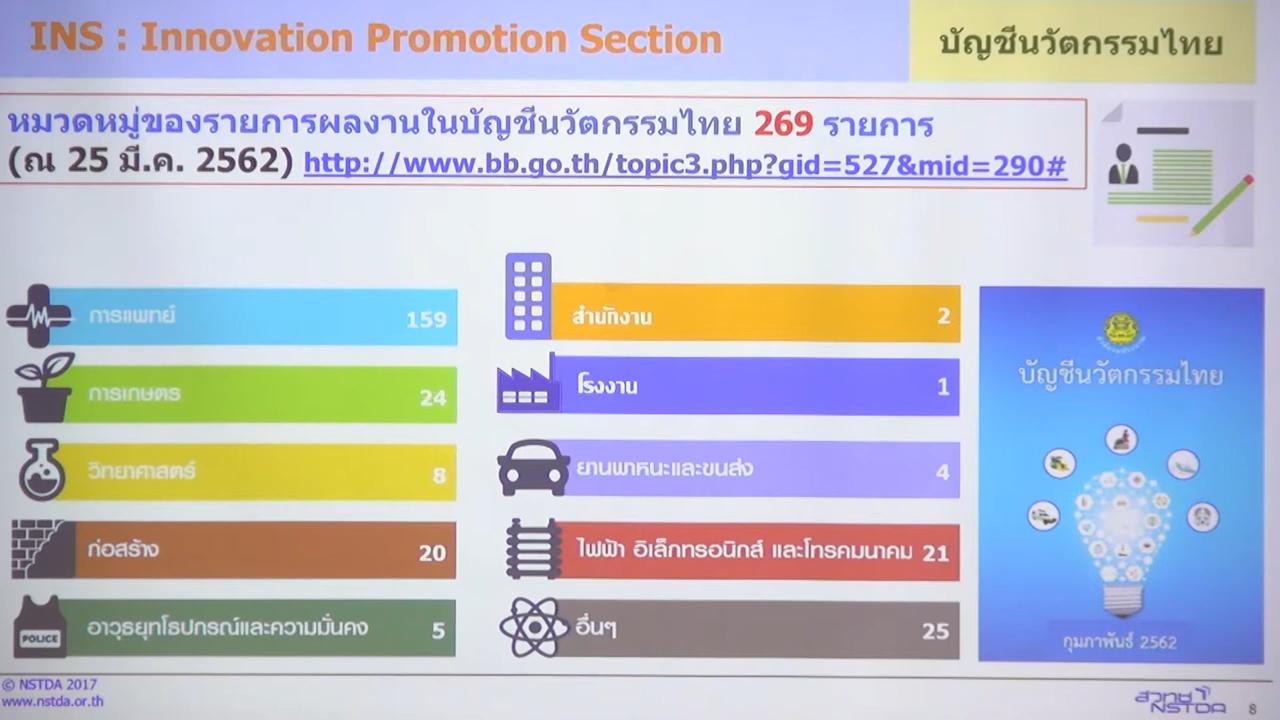 INS : Innovation Promotion Section
บัญชีนวัตกรรมไทย
หมวดหมู่ของรายการผลงานในบัญชีนวัตกรรมไทย 269 รายการ
(ณ 25 มี.ค. 2562) http://www.bb.go.th/topic3.php?gid=527&mid=290#
การแพทย์ 159
การเกษตร 24
วิทยาศาสตร์ 8
ก่อสร้าง 20
POLICE
อาวุธยุทโธปกรณ์และความมั่นคง 5
สำนักงาน 2
โรงงาน 1
ยานพาหนะและขนส่ง 4
ไฟฟ้า อิเล็กทรอนิกส์ และโทรคมนาคม 21
อื่นๆ 25
บัญชีนวัตกรรมไทย
กุมภาพันธ์ 2562
© NSTDA 2017
www.nstda.or.th
สวทช
NSTDA
8